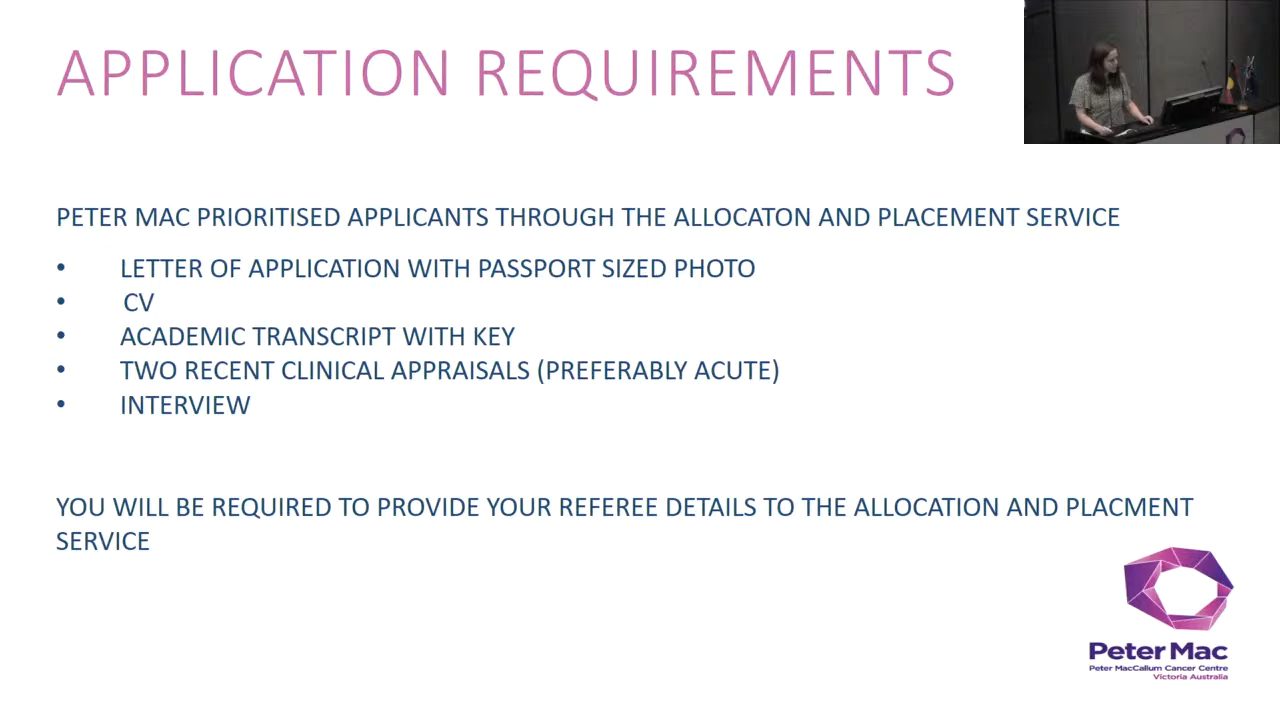 APPLICATION REQUIREMENTS
PETER MAC PRIORITISED APPLICANTS THROUGH THE ALLOCATON AND PLACEMENT SERVICE
• LETTER OF APPLICATION WITH PASSPORT SIZED PHOTO
• CV
• ACADEMIC TRANSCRIPT WITH KEY
• TWO RECENT CLINICAL APPRAISALS (PREFERABLY ACUTE)
• INTERVIEW
YOU WILL BE REQUIRED TO PROVIDE YOUR REFEREE DETAILS TO THE ALLOCATION AND PLACMENT
SERVICE
Peter Mac
Peter MacCallum Cancer Centre
Victoria Australia